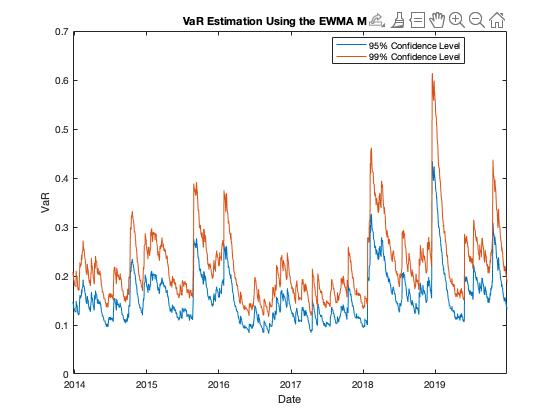 VaR Estimation Using the EWMA M
95% Confidence Level
99% Confidence Level
0.7
0.6
0.5
0.4
0.3
0.2
0.1
0
VaR
2014 2015 2016 2017 2018 2019
Date